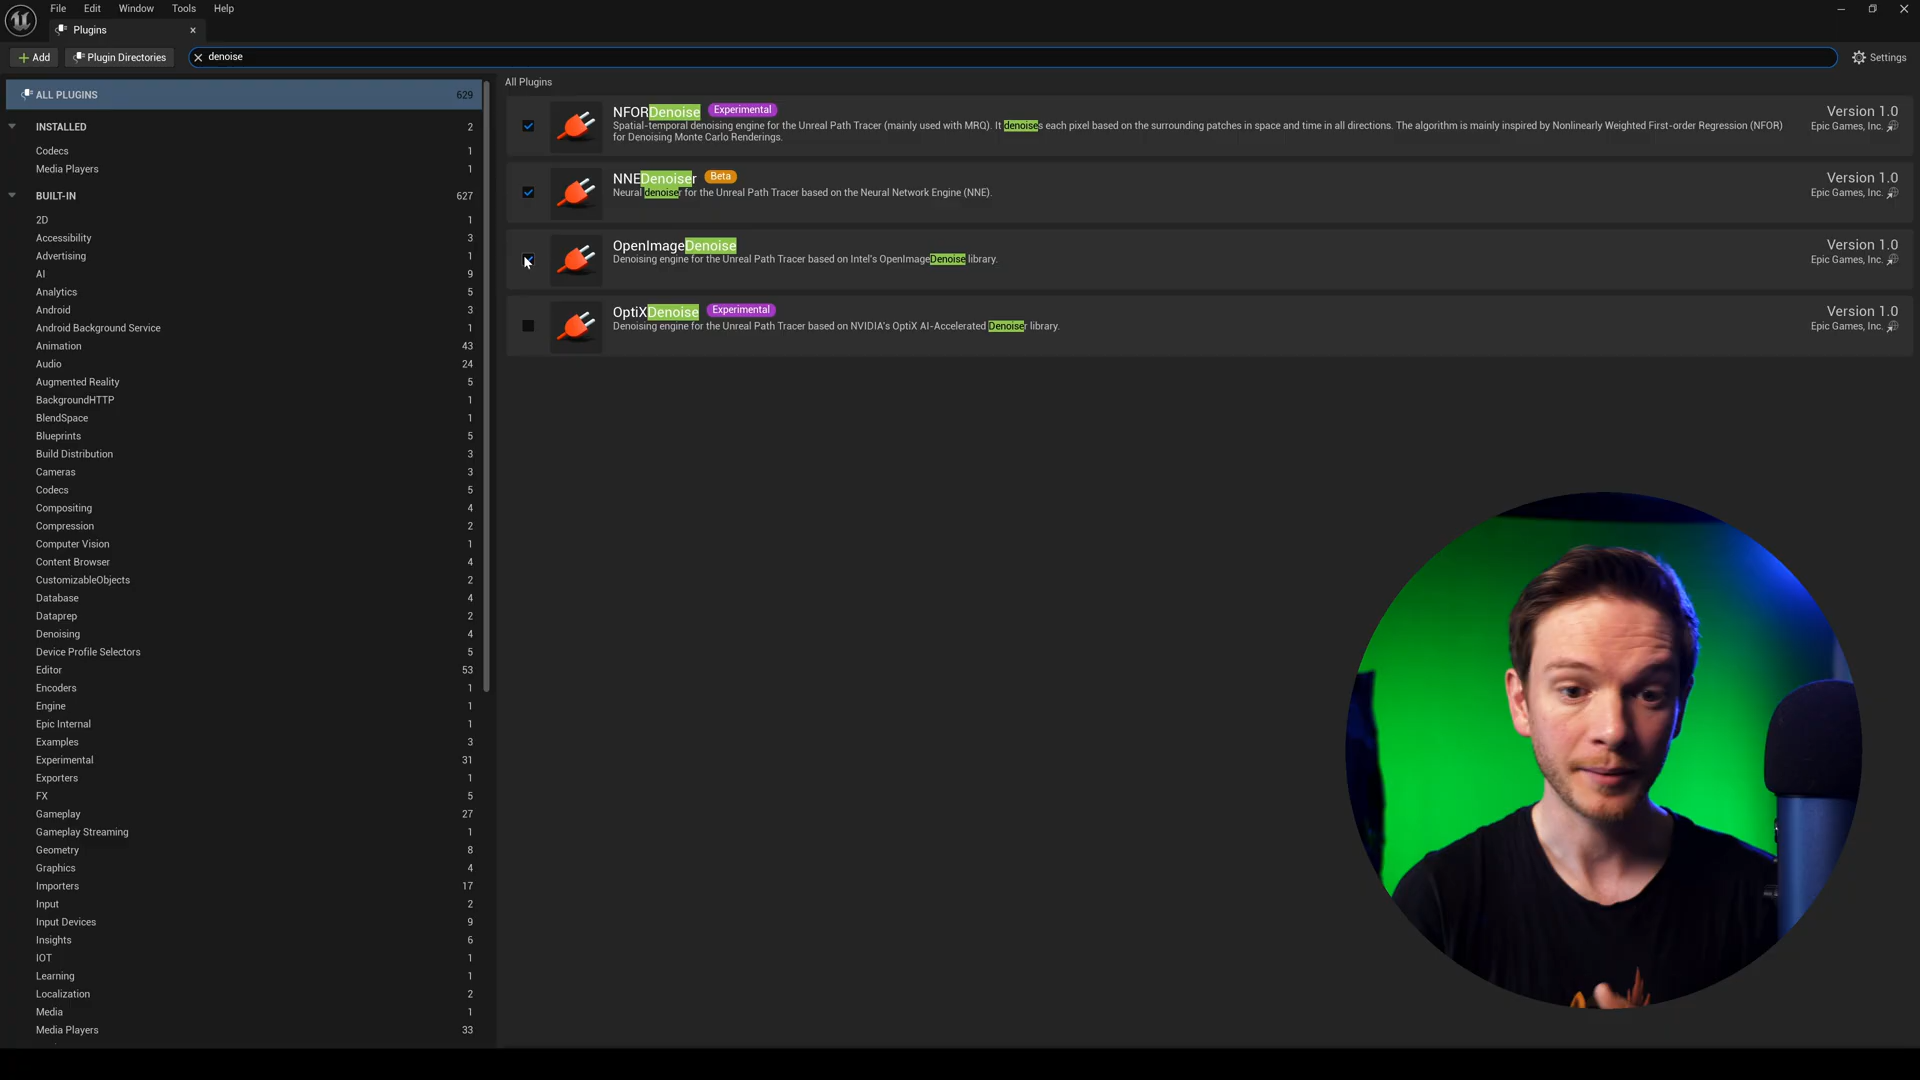 File Edit Window Tools Help
Plugins
Add Plugin Directories denoise Settings
All Plugins
ALL PLUGINS 629
INSTALLED 2
Codecs 1
Media Players 1
BUILT-IN 627
2D 1
Accessibility 3
Advertising 1
AI 9
Analytics 5
Android 3
Android Background Service 1
Animation 43
Audio 24
Augmented Reality 5
BackgroundHTTP 1
BlendSpace 1
Blueprints 5
Build Distribution 3
Cameras 3
Codecs 5
Compositing 4
Compression 2
Computer Vision 1
Content Browser 4
CustomizableObjects 2
Database 4
Dataprep 2
Denoising 4
Device Profile Selectors 5
Editor 53
Encoders 1
Engine 1
Epic Internal 1
Examples 3
Experimental 31
Exporters 1
FX 5
Gameplay 27
Gameplay Streaming 1
Geometry 8
Graphics 4
Importers 17
Input 2
Input Devices 9
Insights 6
IOT 1
Learning 1
Localization 2
Media 1
Media Players 33
NFORDenoise Experimental Version 1.0
Spatial-temporal denoising engine for the Unreal Path Tracer (mainly used with MRQ). It denoises each pixel based on the surrounding patches in space and time in all directions. The algorithm is mainly inspired by Nonlinearly Weighted First-order Regression (NFOR) Epic Games, Inc.
for Denoising Monte Carlo Renderings.
NNEDenoiser Beta Version 1.0
Neural denoiser for the Unreal Path Tracer based on the Neural Network Engine (NNE). Epic Games, Inc.
OpenImageDenoise Version 1.0
Denoising engine for the Unreal Path Tracer based on Intel's OpenImageDenoise library. Epic Games, Inc.
OptiXDenoise Experimental Version 1.0
Denoising engine for the Unreal Path Tracer based on NVIDIA's OptiX AI-Accelerated Denoiser library. Epic Games, Inc.